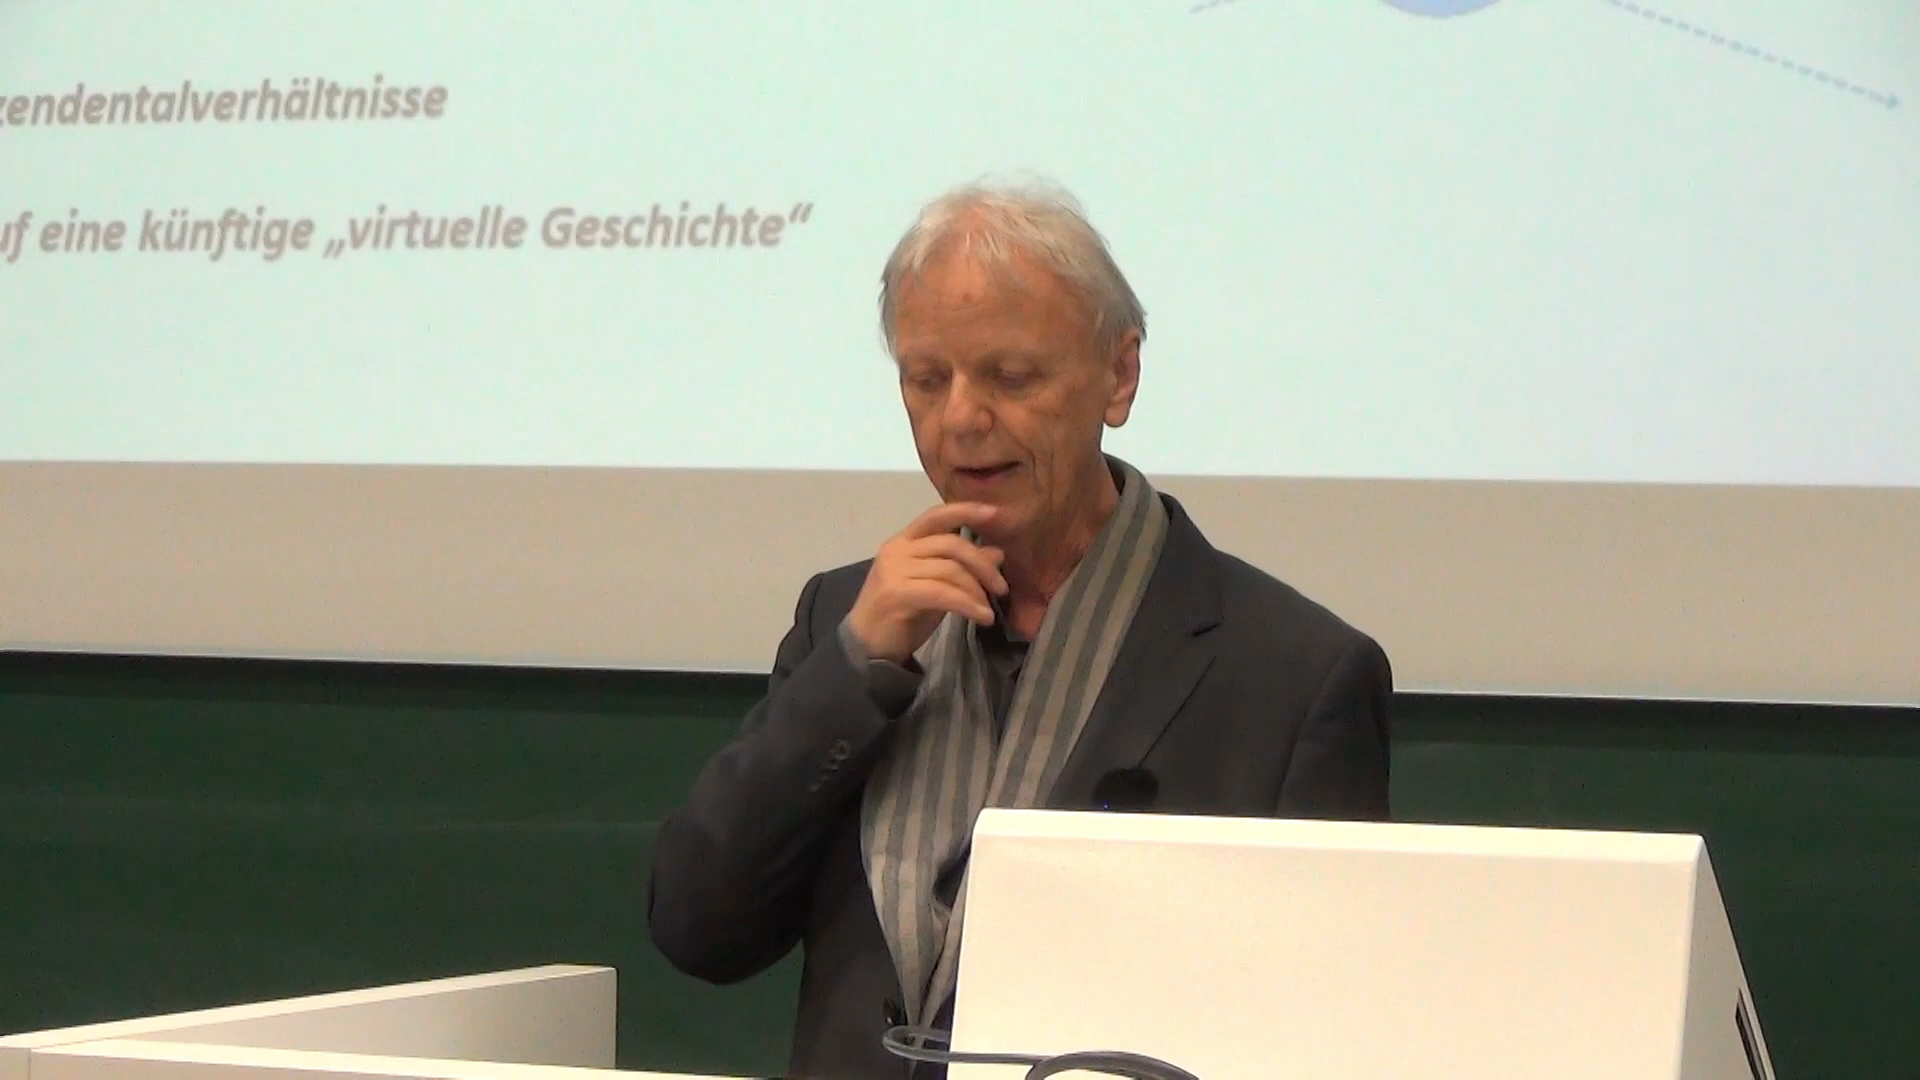 zendentalverhältnisse
uf eine künftige „virtuelle Geschichte“